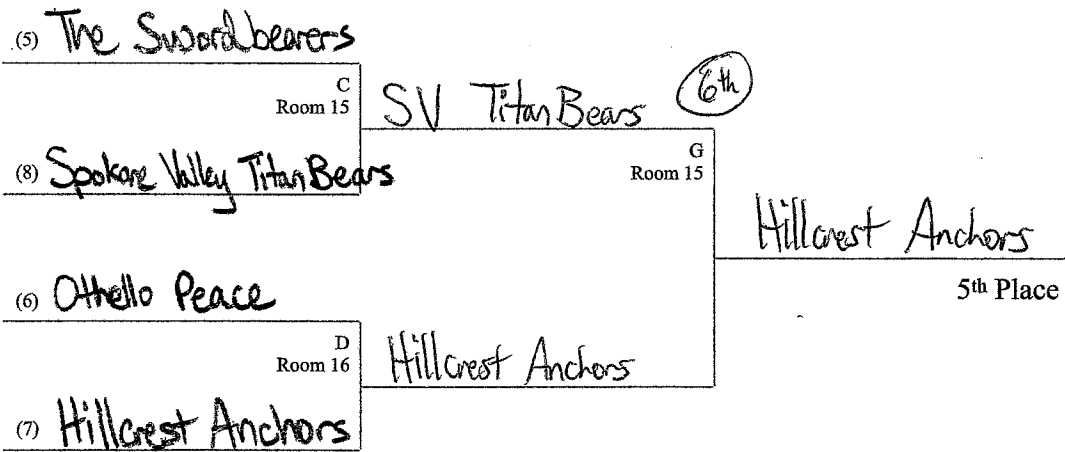 (5) The Swordbearers
C
Room 15
SV TitanBears 6th
(8) Spokane Valley TitanBears
G
Room 15
Hillcrest Anchors
5th Place
(6) Othello Peace
D
Room 16
Hillcrest Anchors
(7) Hillcrest Anchors